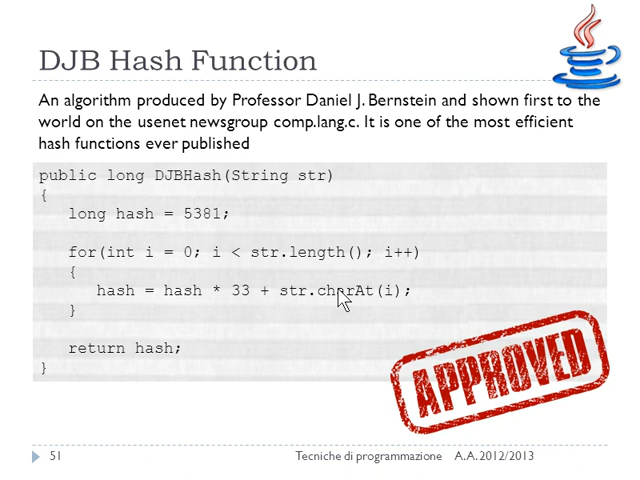 DJB Hash Function
An algorithm produced by Professor Daniel J. Bernstein and shown first to the
world on the usenet newsgroup comp.lang.c. It is one of the most efficient
hash functions ever published
public long DJBHash(String str)
{
long hash = 5381;
for(int i = 0; i < str.length(); i++)
{
hash = hash * 33 + str.charAt(i);
}
return hash;
}
APPROVED
51
Tecniche di programmazione A.A. 2012/2013